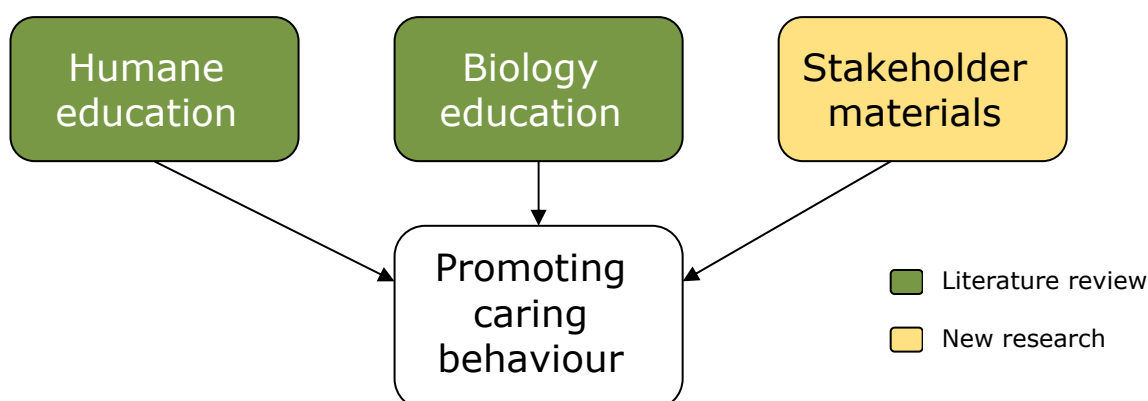 Humane
education
Biology
education
Stakeholder
materials
Promoting
caring
behaviour
Literature review
New research